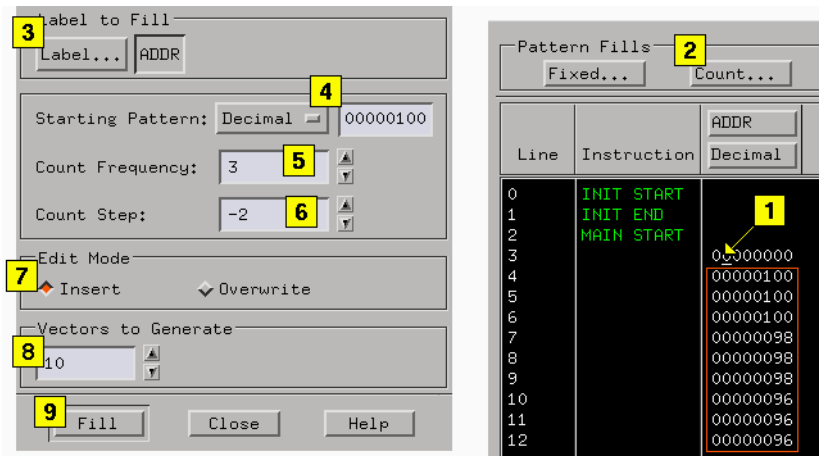 Label to Fill
3
Label... ADDR
4
Starting Pattern: Decimal 00000100
Count Frequency: 3 5
Count Step: -2 6
Edit Mode
7
Insert Overwrite
Vectors to Generate
8
10
9
Fill Close Help
Pattern Fills 2
Fixed... Count...
ADDR
Line Instruction Decimal
0 INIT START
1 INIT END 1
2 MAIN START
3 00000000
4 00000100
5 00000100
6 00000100
7 00000098
8 00000098
9 00000098
10 00000096
11 00000096
12 00000096